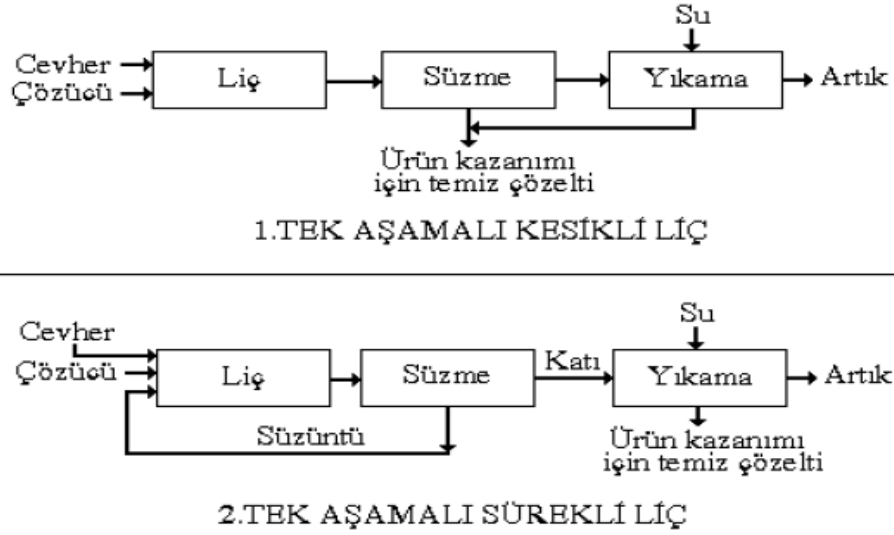 Su
Cevher
Çözücü
Liç
Süzme
Yıkama
Artık
Ürün kazanımı
için temiz çözelti
1.TEK AŞAMALI KESİKLİ LİÇ
Su
Cevher
Çözücü
Liç
Süzme
Katı
Yıkama
Artık
Süzüntü
Ürün kazanımı
için temiz çözelti
2.TEK AŞAMALI SÜREKLİ LİÇ